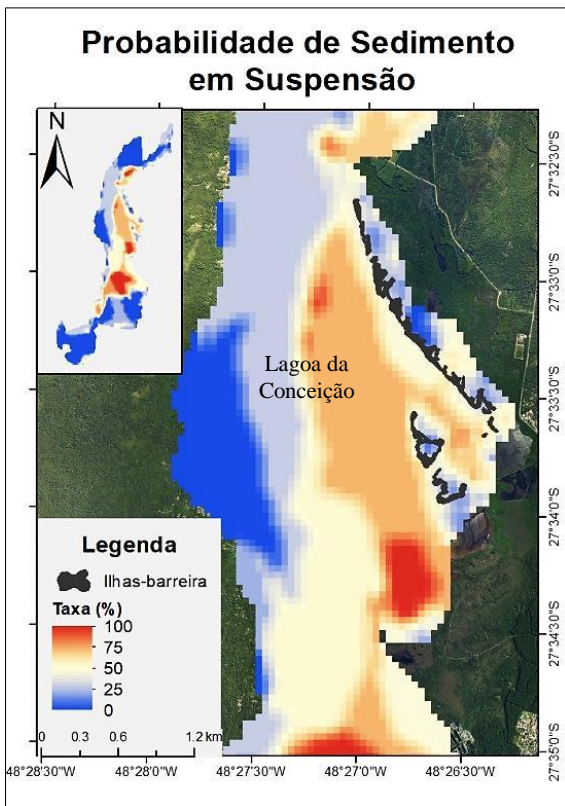 Probabilidade de Sedimento
em Suspensão
N
27°32'30"S
27°33'0"S
Lagoa da
Conceição
27°33'30"S
27°34'0"S
Legenda
Ilhas-barreira
Taxa (%)
100
75
50
25
0
27°34'30"S
0 0.3 0.6 1.2 km
27°35'0"S
48°28'30"W 48°28'0"W 48°27'30"W 48°27'0"W 48°26'30"W